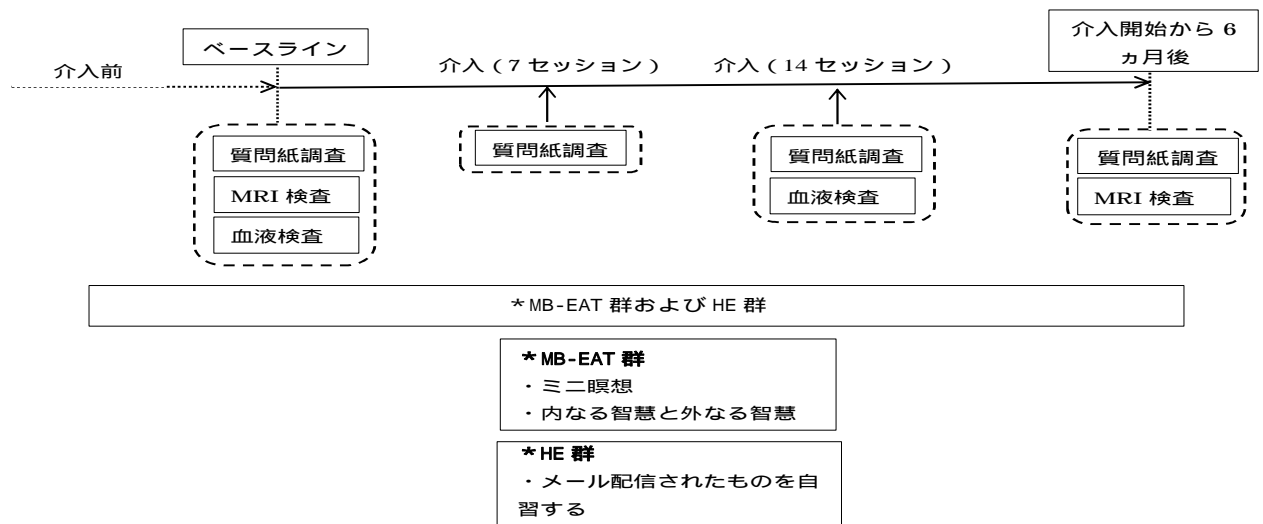 介入前
ベースライン
介入（7 セッション）
介入（14 セッション）
介入開始から 6
ヵ月後
質問紙調査
MRI 検査
血液検査
質問紙調査
質問紙調査
血液検査
質問紙調査
MRI 検査
*MB-EAT 群および HE 群
*MB-EAT 群
・ミニ瞑想
・内なる智慧と外なる智慧
*HE 群
・メール配信されたものを自
習する